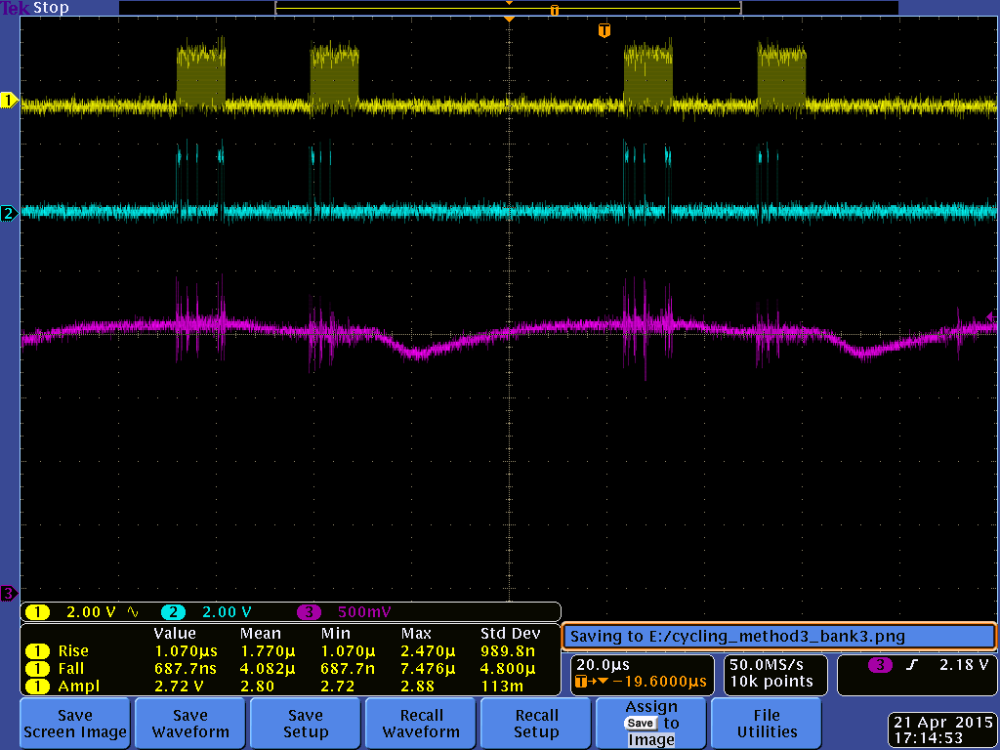 Tek Stop
T
T
1
2
3
1 2.00 V ∿ 2 2.00 V 3 500mV
Value Mean Min Max Std Dev
1 Rise 1.070µs 1.770µ 1.070µ 2.470µ 989.8n
1 Fall 687.7ns 4.082µ 687.7n 7.476µ 4.800µ
1 Ampl 2.72 V 2.80 2.72 2.88 113m
Saving to E:/cycling_method3_bank3.png
20.0µs
T→▼ −19.6000µs
50.0MS/s
10k points
3 2.18 V
Save
Screen Image
Save
Waveform
Save
Setup
Recall
Waveform
Recall
Setup
Assign
Save to
Image
File
Utilities
21 Apr 2015
17:14:53